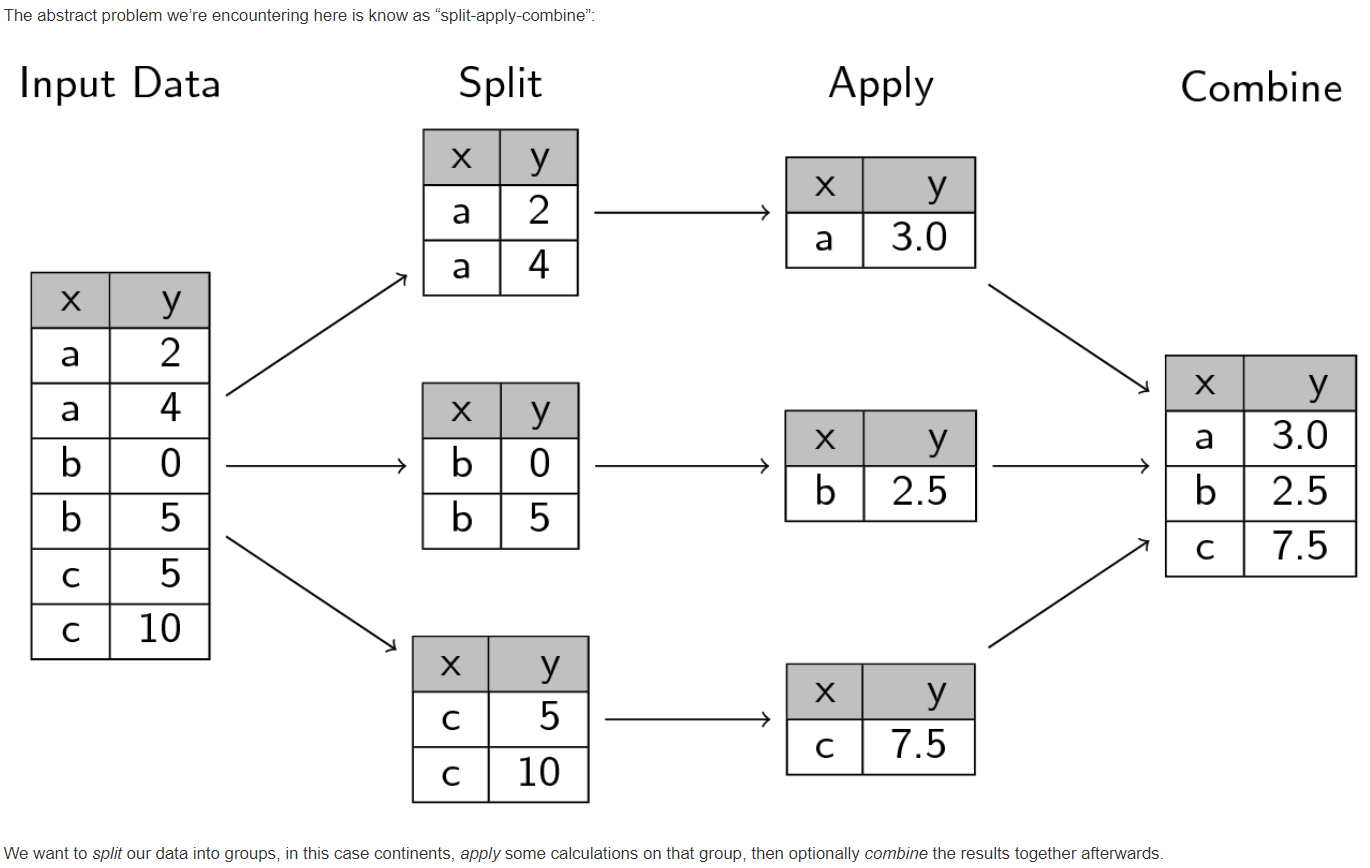 The abstract problem we’re encountering here is know as “split-apply-combine”:
Input Data
Split
Apply
Combine
x y
a 2
a 4
b 0
b 5
c 5
c 10
x y
a 2
a 4
x y
b 0
b 5
x y
c 5
c 10
x y
a 3.0
x y
b 2.5
x y
c 7.5
x y
a 3.0
b 2.5
c 7.5
We want to split our data into groups, in this case continents, apply some calculations on that group, then optionally combine the results together afterwards.